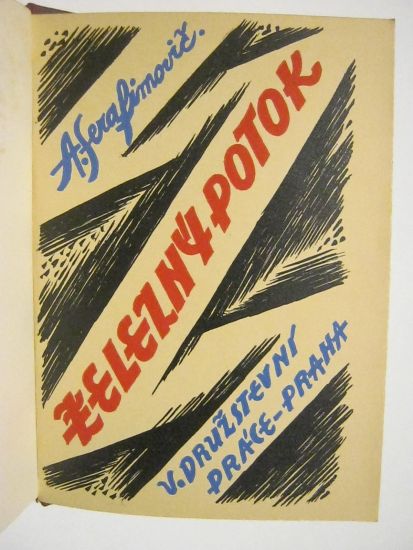 A. Serafimovič.
ŽELEZNÝ POTOK
V. DRUŽSTEVNÍ
PRÁCE-PRAHA